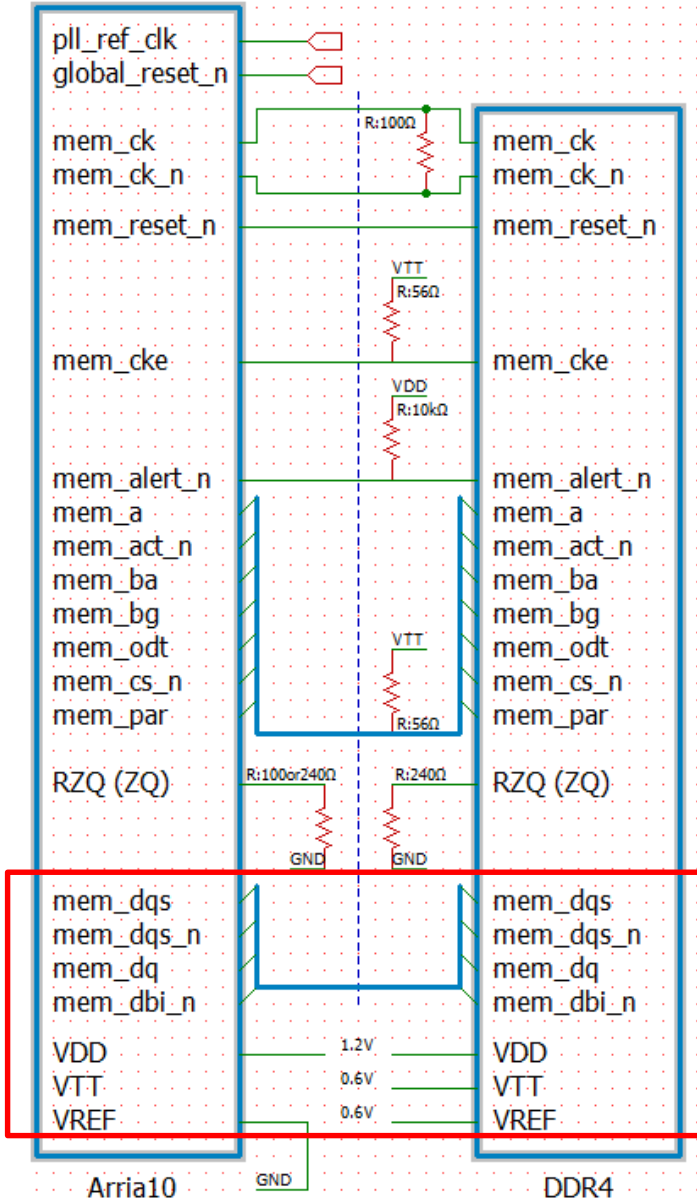 pll_ref_clk
global_reset_n
R:100Ω
mem_ck mem_ck
mem_ck_n mem_ck_n
mem_reset_n mem_reset_n
VTT
R:56Ω
mem_cke mem_cke
VDD
R:10kΩ
mem_alert_n mem_alert_n
mem_a mem_a
mem_act_n mem_act_n
mem_ba mem_ba
mem_bg mem_bg
mem_odt VTT mem_odt
mem_cs_n mem_cs_n
mem_par R:56Ω mem_par
RZQ (ZQ) R:100or240Ω R:240Ω RZQ (ZQ)
GND GND
mem_dqs mem_dqs
mem_dqs_n mem_dqs_n
mem_dq mem_dq
mem_dbi_n mem_dbi_n
VDD 1.2V VDD
VTT 0.6V VTT
VREF 0.6V VREF
Arria10 GND DDR4